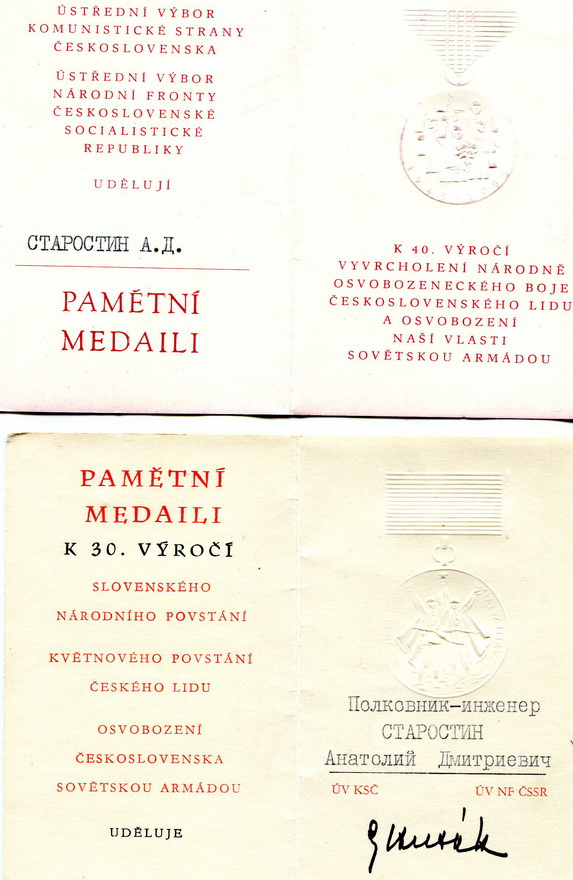 ÚSTŘEDNÍ VÝBOR
KOMUNISTICKÉ STRANY
ČESKOSLOVENSKA
ÚSTŘEDNÍ VÝBOR
NÁRODNÍ FRONTY
ČESKOSLOVENSKÉ
SOCIALISTICKÉ
REPUBLIKY
UDĚLUJÍ
СТАРОСТИН А.Д.
PAMĚTNÍ
MEDAILI
K 40. VÝROČÍ
VYVRCHOLENÍ NÁRODNĚ
OSVOBOZENECKÉHO BOJE
ČESKOSLOVENSKÉHO LIDU
A OSVOBOZENÍ
NAŠÍ VLASTI
SOVĚTSKOU ARMÁDOU
PAMĚTNÍ
MEDAILI
K 30. VÝROČÍ
SLOVENSKÉHO
NÁRODNÍHO POVSTÁNÍ
KVĚTNOVÉHO POVSTÁNÍ
ČESKÉHO LIDU
OSVOBOZENÍ
ČESKOSLOVENSKA
SOVĚTSKOU ARMÁDOU
UDĚLUJE
Полковник-инженер
СТАРОСТИН
Анатолий Дмитриевич
ÚV KSČ ÚV NF ČSSR